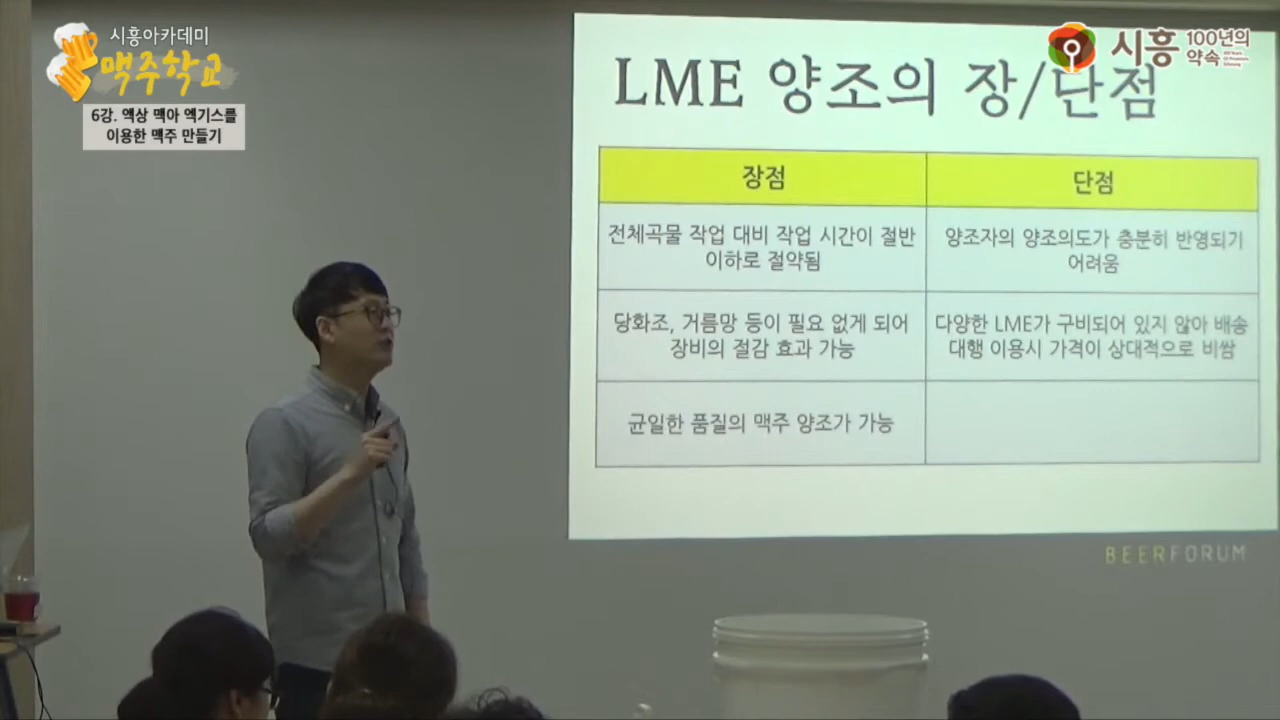 시흥아카데미
맥주학교
6강. 액상 맥아 엑기스를
이용한 맥주 만들기
시흥 100년의
약속
LME 양조의 장/단점
장점
단점
전체곡물 작업 대비 작업 시간이 절반
이하로 절약됨
양조자의 양조의도가 충분히 반영되기
어려움
당화조, 거름망 등이 필요 없게 되어
장비의 절감 효과 가능
다양한 LME가 구비되어 있지 않아 배송
대행 이용시 가격이 상대적으로 비쌈
균일한 품질의 맥주 양조가 가능
BEERFORUM